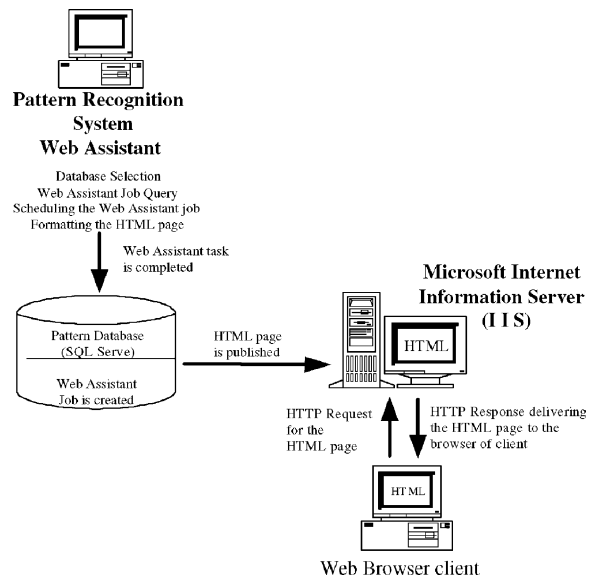 Pattern Recognition
System
Web Assistant
Database Selection
Web Assistant Job Query
Scheduling the Web Assistant job
Formatting the HTML page
Web Assistant task
is completed
Microsoft Internet
Information Server
(I I S)
Pattern Database
(SQL Serve)
Web Assistant
Job is created
HTML page
is published
HTML
HTTP Request
for the
HTML page
HTTP Response delivering
the HTML page to the
browser of client
HTML
Web Browser client